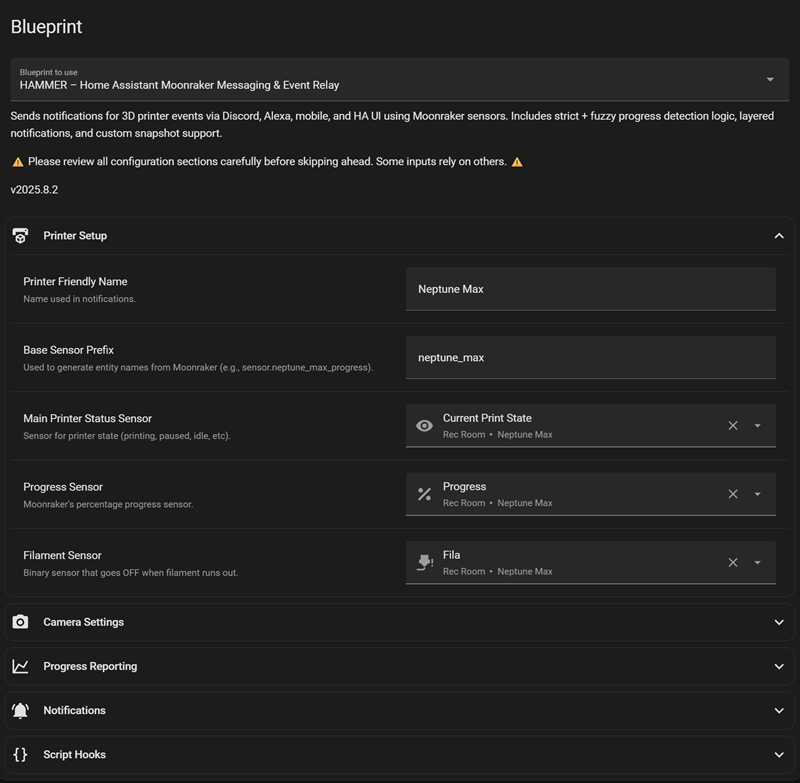 Blueprint
Blueprint to use
HAMMER – Home Assistant Moonraker Messaging & Event Relay
Sends notifications for 3D printer events via Discord, Alexa, mobile, and HA UI using Moonraker sensors. Includes strict + fuzzy progress detection logic, layered
notifications, and custom snapshot support.
⚠️ Please review all configuration sections carefully before skipping ahead. Some inputs rely on others. ⚠️
v2025.8.2
Printer Setup
Printer Friendly Name
Name used in notifications.
Neptune Max
Base Sensor Prefix
Used to generate entity names from Moonraker (e.g., sensor.neptune_max_progress).
neptune_max
Main Printer Status Sensor
Sensor for printer state (printing, paused, idle, etc).
Current Print State
Rec Room • Neptune Max
Progress Sensor
Moonraker's percentage progress sensor.
Progress
Rec Room • Neptune Max
Filament Sensor
Binary sensor that goes OFF when filament runs out.
Fila
Rec Room • Neptune Max
Camera Settings
Progress Reporting
Notifications
Script Hooks